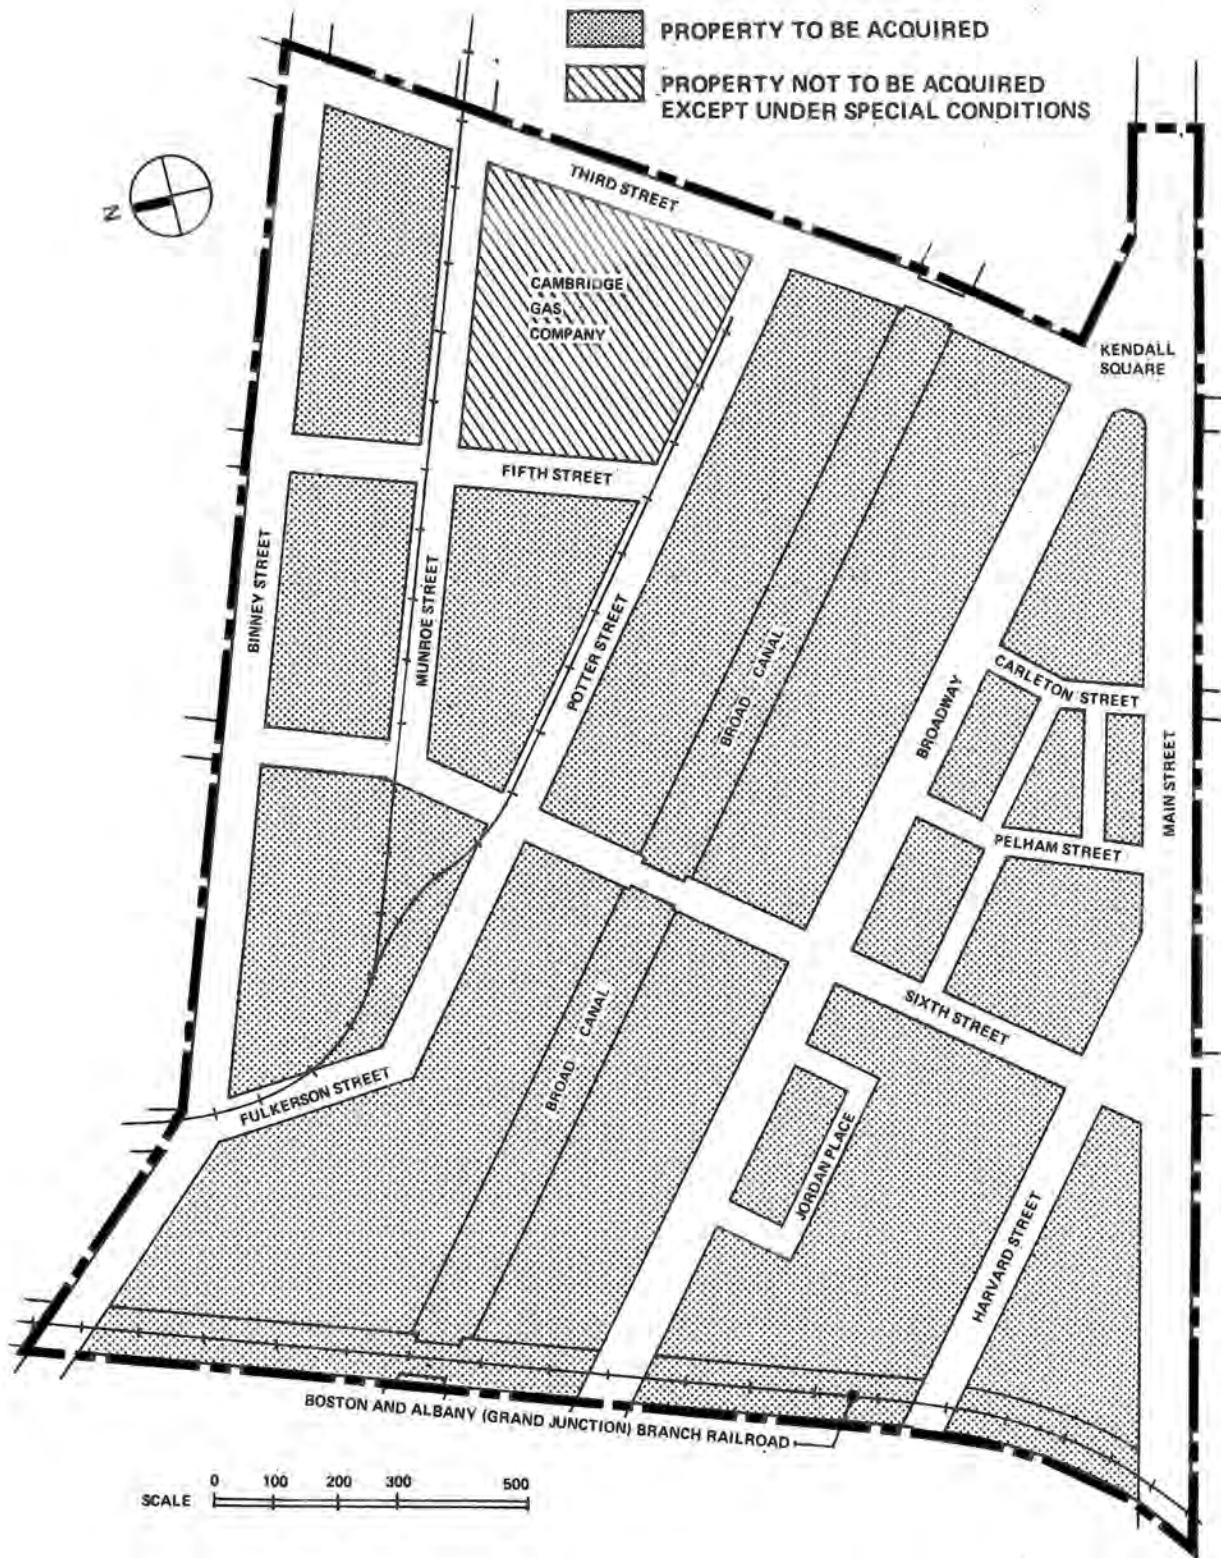 PROPERTY TO BE ACQUIRED
PROPERTY NOT TO BE ACQUIRED
EXCEPT UNDER SPECIAL CONDITIONS
N
THIRD STREET
CAMBRIDGE
GAS
COMPANY
KENDALL
SQUARE
FIFTH STREET
BINNEY STREET
MUNROE STREET
POTTER STREET
BROAD CANAL
BROADWAY
CARLETON STREET
MAIN STREET
PELHAM STREET
SIXTH STREET
BROAD CANAL
FULKERSON STREET
JORDAN PLACE
HARVARD STREET
BOSTON AND ALBANY (GRAND JUNCTION) BRANCH RAILROAD
0 100 200 300 500
SCALE